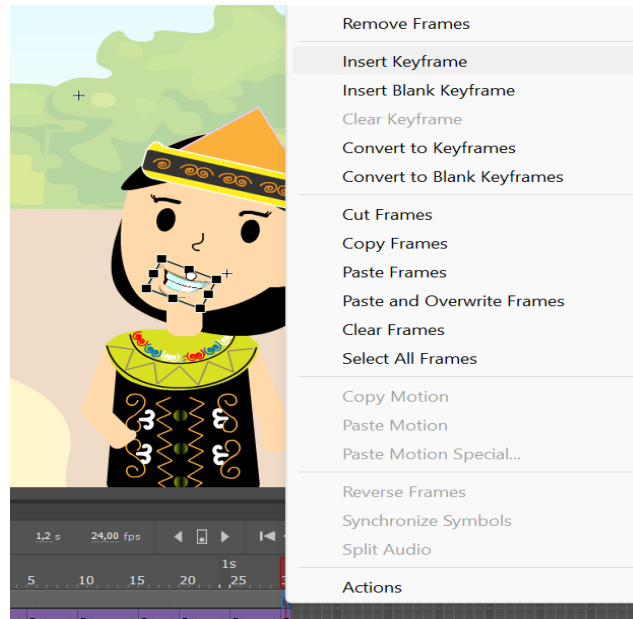 Remove Frames
Insert Keyframe
Insert Blank Keyframe
Clear Keyframe
Convert to Keyframes
Convert to Blank Keyframes
Cut Frames
Copy Frames
Paste Frames
Paste and Overwrite Frames
Clear Frames
Select All Frames
Copy Motion
Paste Motion
Paste Motion Special...
Reverse Frames
Synchronize Symbols
Split Audio
Actions
1,2 s 24,00 fps
1s
5 10 15 20 25